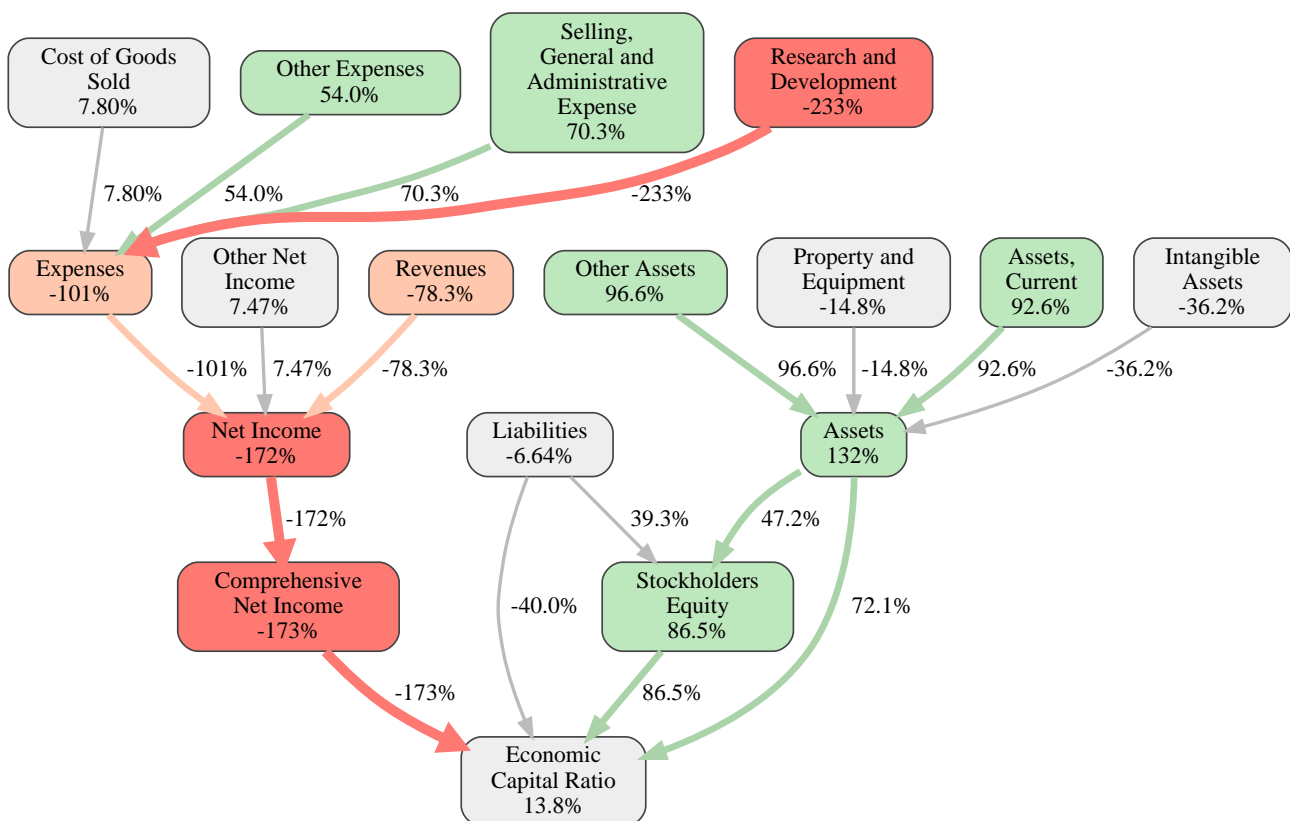 Cost of Goods
Sold
7.80%
Other Expenses
54.0%
Selling,
General and
Administrative
Expense
70.3%
Research and
Development
-233%
7.80%
54.0%
70.3%
-233%
Expenses
-101%
Other Net
Income
7.47%
Revenues
-78.3%
Other Assets
96.6%
Property and
Equipment
-14.8%
Assets,
Current
92.6%
Intangible
Assets
-36.2%
-101%
7.47%
-78.3%
96.6%
-14.8%
92.6%
-36.2%
Net Income
-172%
Liabilities
-6.64%
Assets
132%
-172%
39.3%
47.2%
Comprehensive
Net Income
-173%
-40.0%
Stockholders
Equity
86.5%
72.1%
-173%
86.5%
Economic
Capital Ratio
13.8%